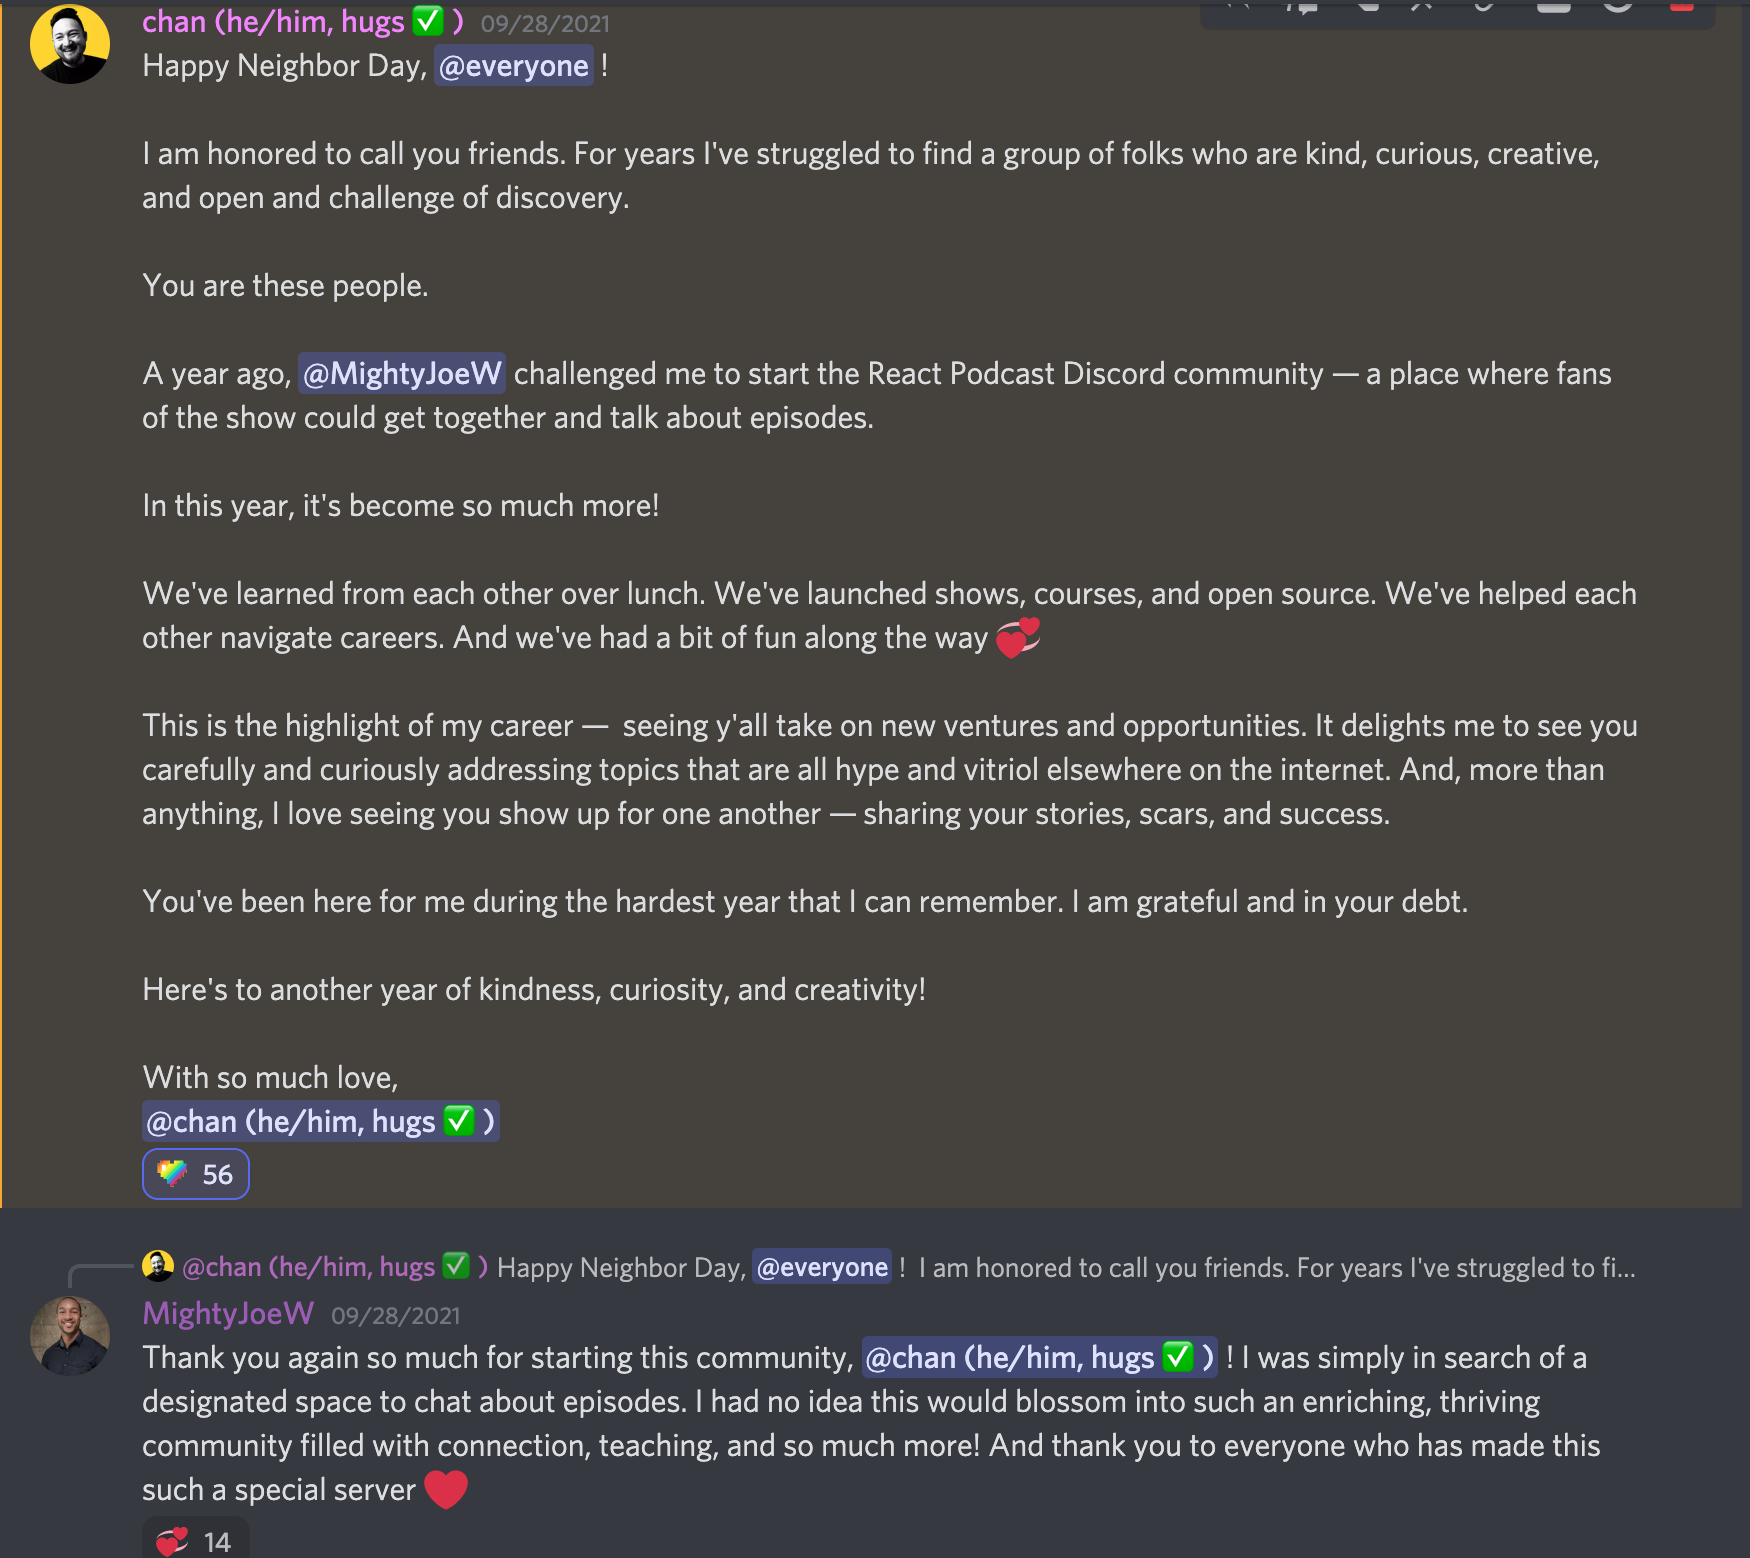 chan (he/him, hugs ✅ ) 09/28/2021
Happy Neighbor Day, @everyone !
I am honored to call you friends. For years I've struggled to find a group of folks who are kind, curious, creative,
and open and challenge of discovery.
You are these people.
A year ago, @MightyJoeW challenged me to start the React Podcast Discord community — a place where fans
of the show could get together and talk about episodes.
In this year, it's become so much more!
We've learned from each other over lunch. We've launched shows, courses, and open source. We've helped each
other navigate careers. And we've had a bit of fun along the way 💞
This is the highlight of my career —  seeing y'all take on new ventures and opportunities. It delights me to see you
carefully and curiously addressing topics that are all hype and vitriol elsewhere on the internet. And, more than
anything, I love seeing you show up for one another — sharing your stories, scars, and success.
You've been here for me during the hardest year that I can remember. I am grateful and in your debt.
Here's to another year of kindness, curiosity, and creativity!
With so much love,
@chan (he/him, hugs ✅ )
56
@chan (he/him, hugs ✅ ) Happy Neighbor Day, @everyone !  I am honored to call you friends. For years I've struggled to fi...
MightyJoeW 09/28/2021
Thank you again so much for starting this community, @chan (he/him, hugs ✅ ) ! I was simply in search of a
designated space to chat about episodes. I had no idea this would blossom into such an enriching, thriving
community filled with connection, teaching, and so much more! And thank you to everyone who has made this
such a special server ❤️
💞 14